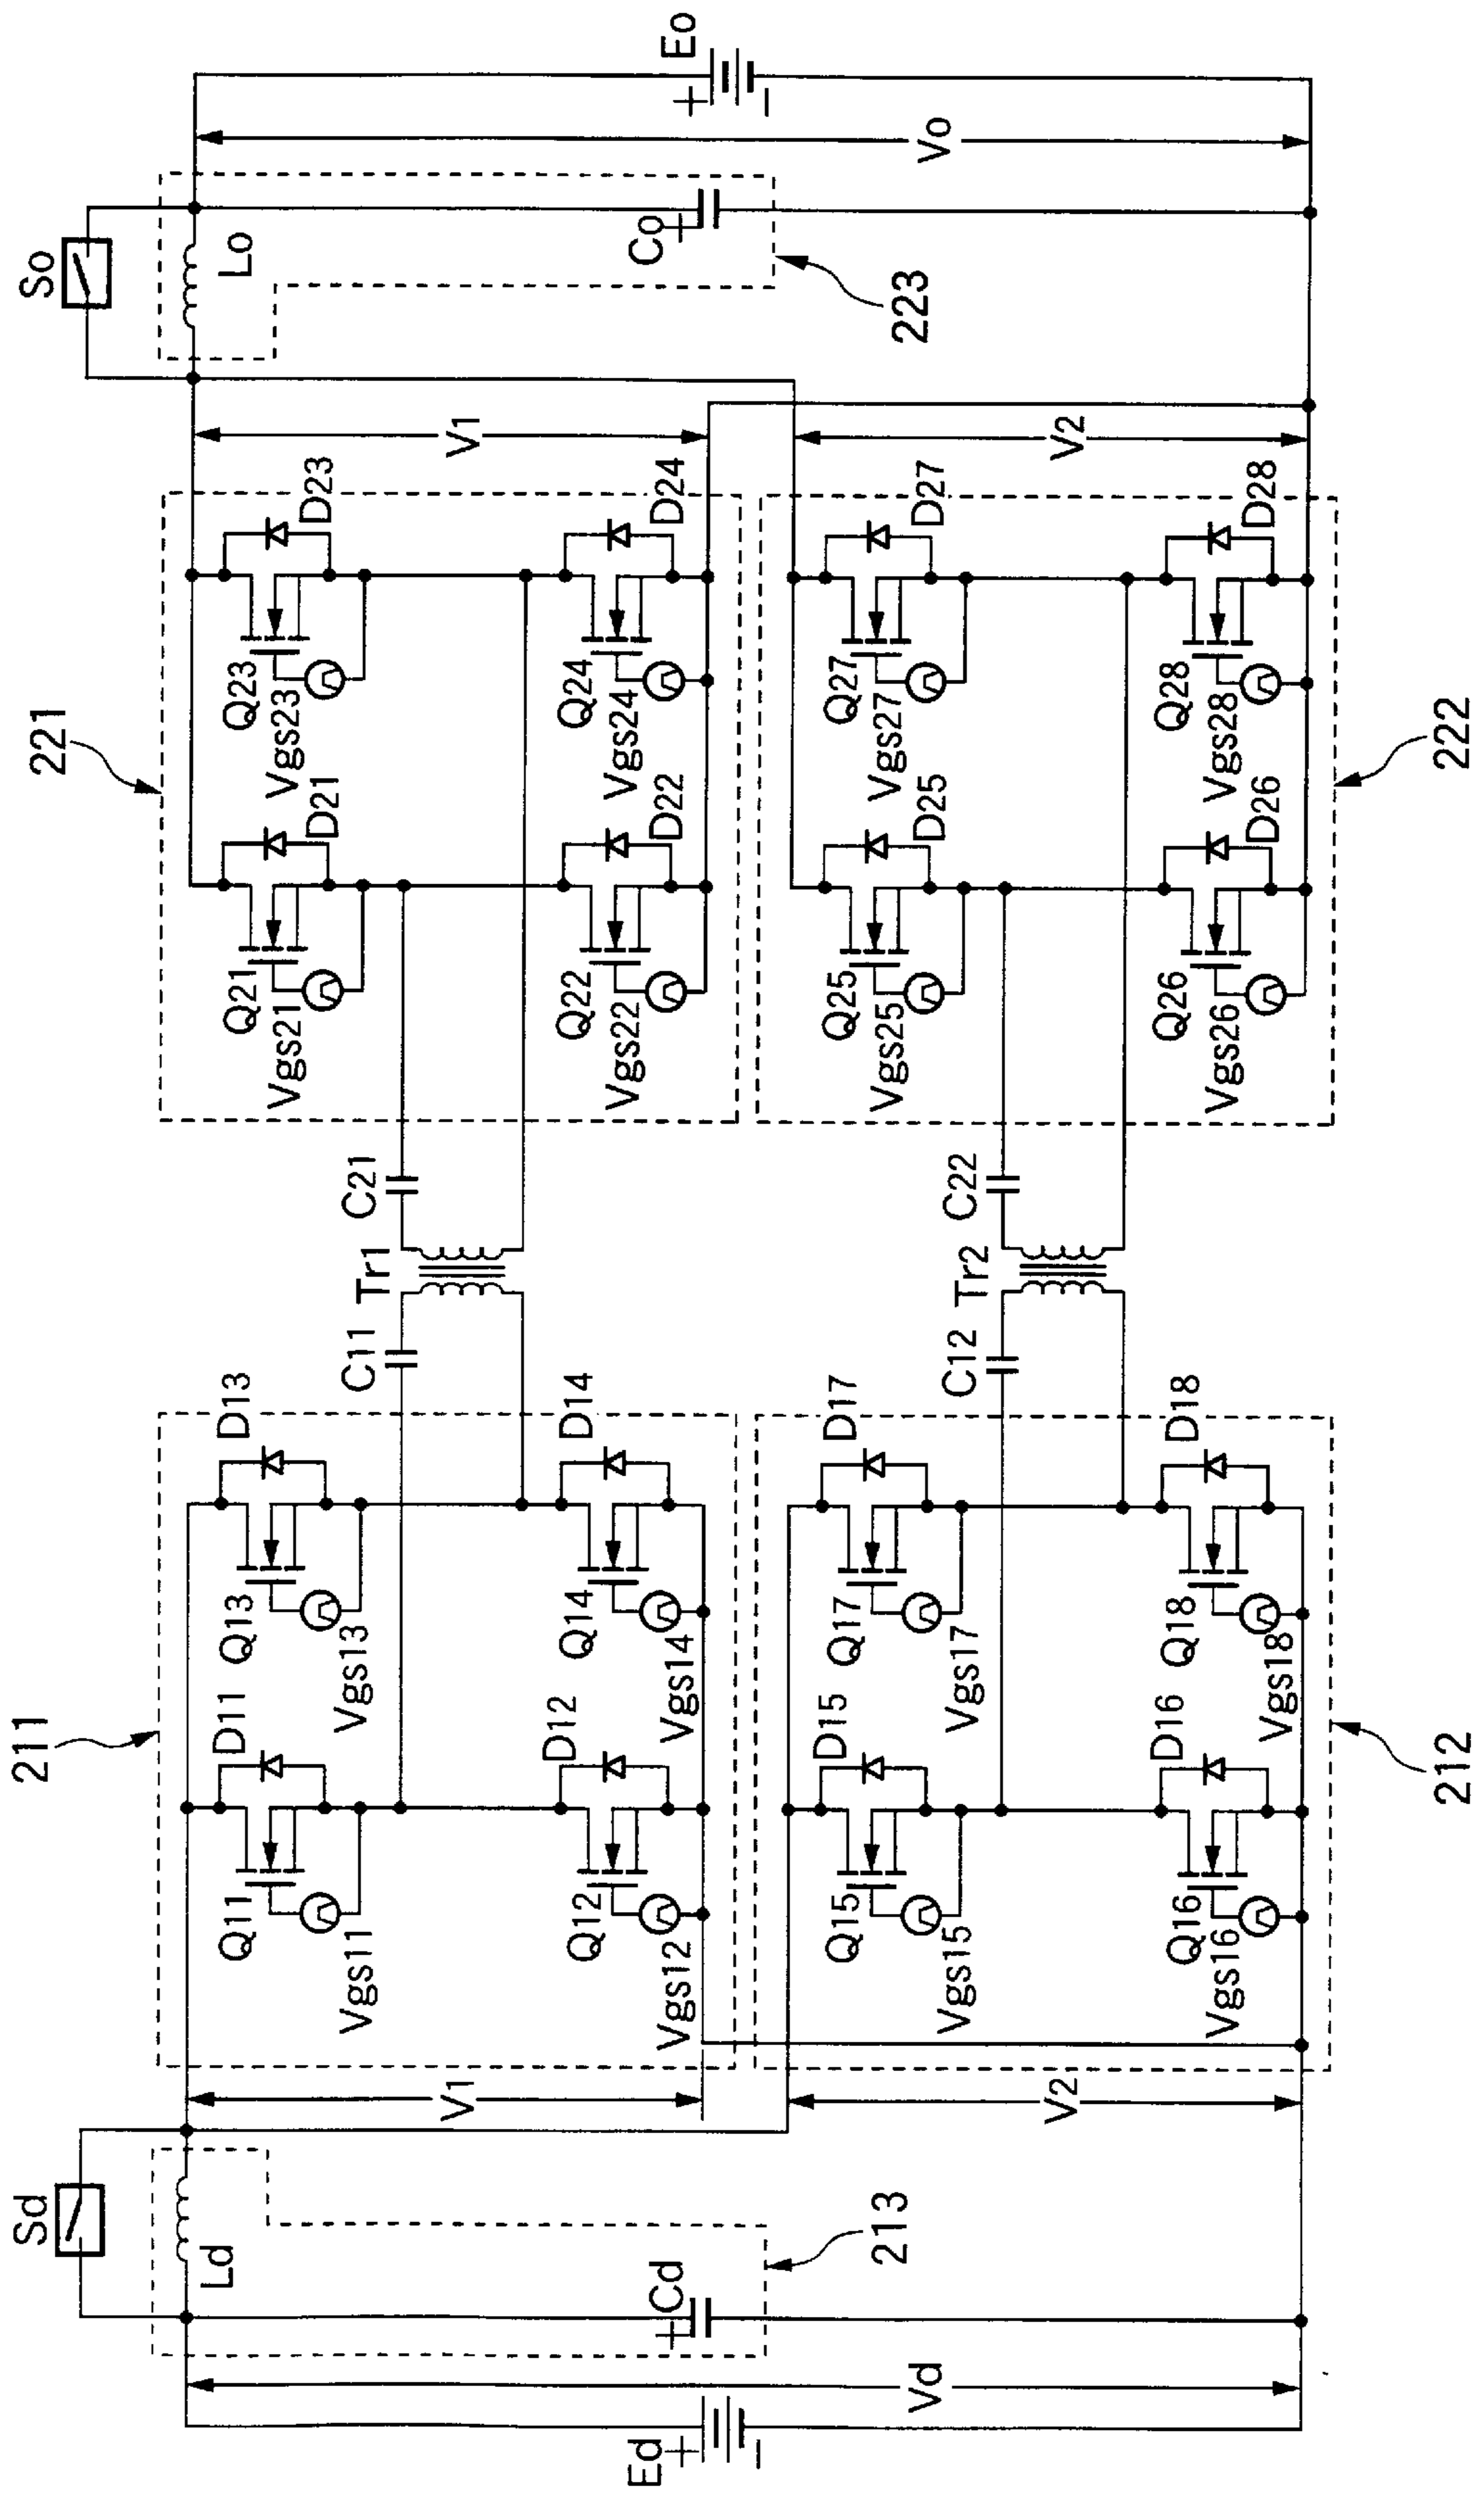 211
221
Sd
So
Ld
Lo
Ed
+
−
Vd
Cd
+
213
V1
V2
Q11
D11
Vgs11
Q13
D13
Vgs13
Q12
D12
Vgs12
Q14
D14
Vgs14
Q15
D15
Vgs15
Q17
D17
Vgs17
Q16
D16
Vgs16
Q18
D18
Vgs18
212
C11
Tr1
C21
C12
Tr2
C22
Q21
D21
Vgs21
Q23
D23
Vgs23
Q22
D22
Vgs22
Q24
D24
Vgs24
Q25
D25
Vgs25
Q27
D27
Vgs27
Q26
D26
Vgs26
Q28
D28
Vgs28
222
V1
V2
Co
+
223
Vo
Eo
+
−